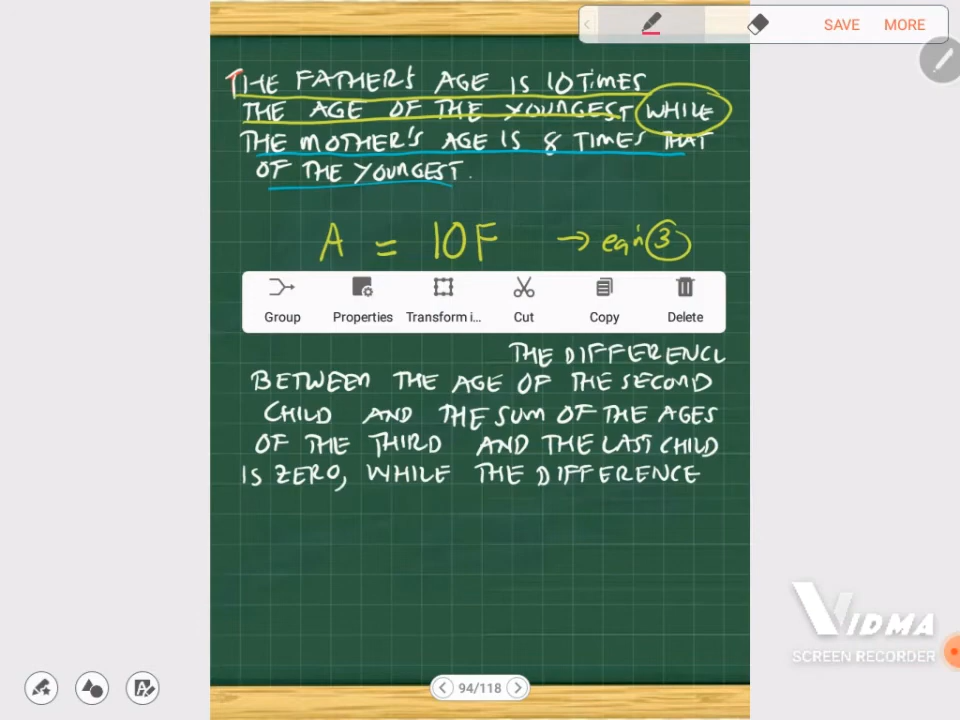 SAVE MORE
THE FATHER'S AGE IS 10 TIMES
THE AGE OF THE YOUNGEST WHILE
THE MOTHER'S AGE IS 8 TIMES THAT
OF THE YOUNGEST.
A = 10F → eqn 3
Group Properties Transform i... Cut Copy Delete
THE DIFFERENC
BETWEEN THE AGE OF THE SECOND
CHILD AND THE SUM OF THE AGES
OF THE THIRD AND THE LAST CHILD
IS ZERO, WHILE THE DIFFERENCE
VIDMA
SCREEN RECORDER
94/118